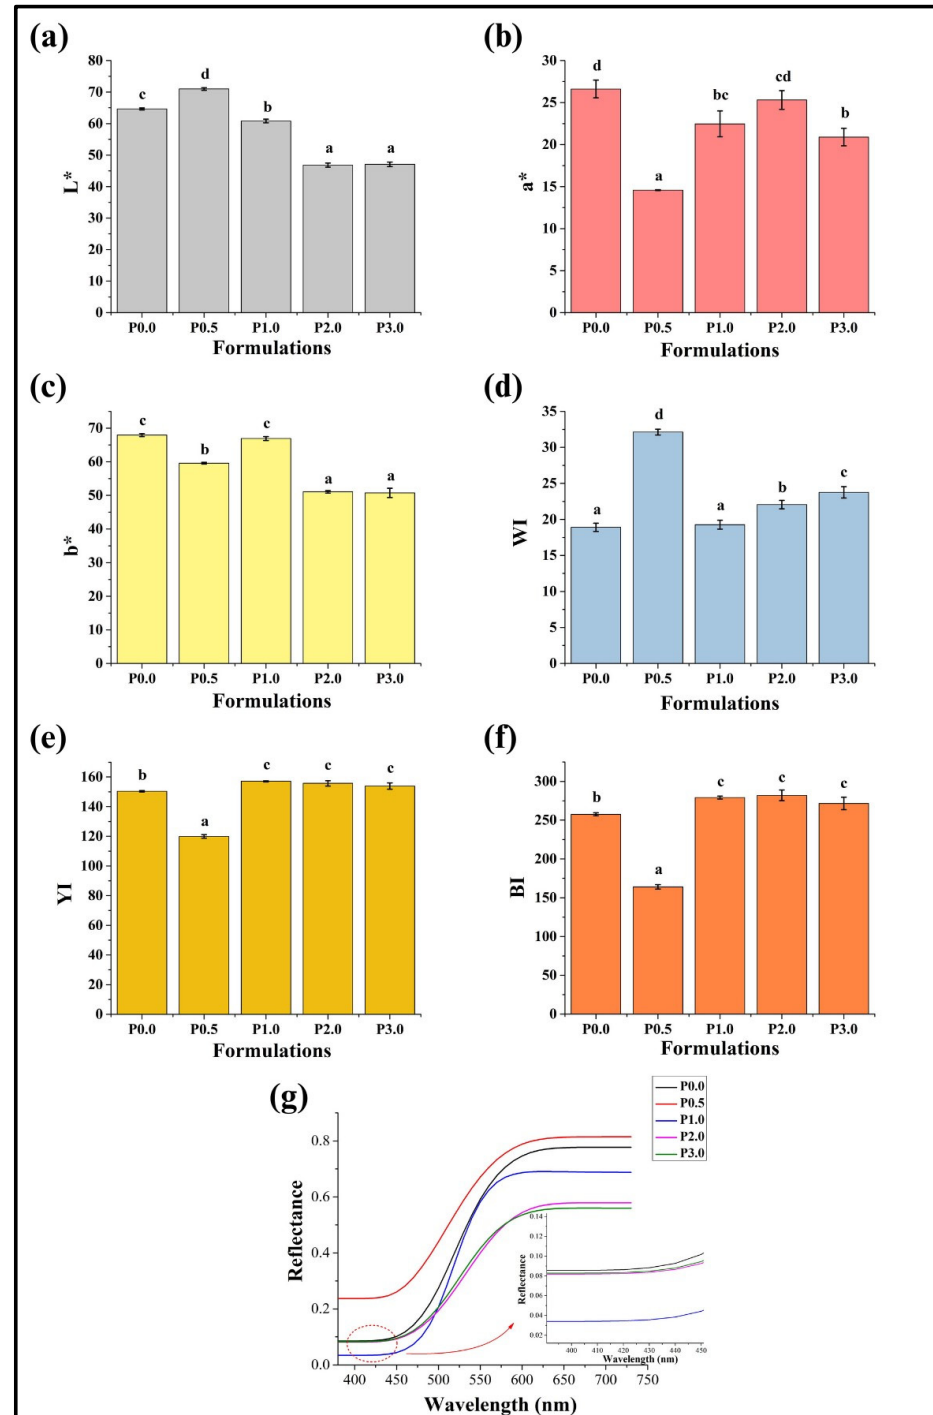 (a)
80
70
60
50
40
30
20
10
0
L*
c
d
b
a
a
P0.0 P0.5 P1.0 P2.0 P3.0
Formulations
(b)
30
25
20
15
10
5
0
a*
d
a
bc
cd
b
P0.0 P0.5 P1.0 P2.0 P3.0
Formulations
(c)
70
60
50
40
30
20
10
0
b*
c
b
c
a
a
P0.0 P0.5 P1.0 P2.0 P3.0
Formulations
(d)
35
30
25
20
15
10
5
0
WI
a
d
a
b
c
P0.0 P0.5 P1.0 P2.0 P3.0
Formulations
(e)
160
140
120
100
80
60
40
20
0
YI
b
a
c
c
c
P0.0 P0.5 P1.0 P2.0 P3.0
Formulations
(f)
300
250
200
150
100
50
0
BI
b
a
c
c
c
P0.0 P0.5 P1.0 P2.0 P3.0
Formulations
(g)
P0.0
P0.5
P1.0
P2.0
P3.0
0.8
0.6
0.4
0.2
0.0
Reflectance
400 450 500 550 600 650 700 750
Wavelength (nm)
0.14
0.12
0.10
0.08
0.06
0.04
0.02
Reflectance
400 410 420 430 440 450
Wavelength (nm)